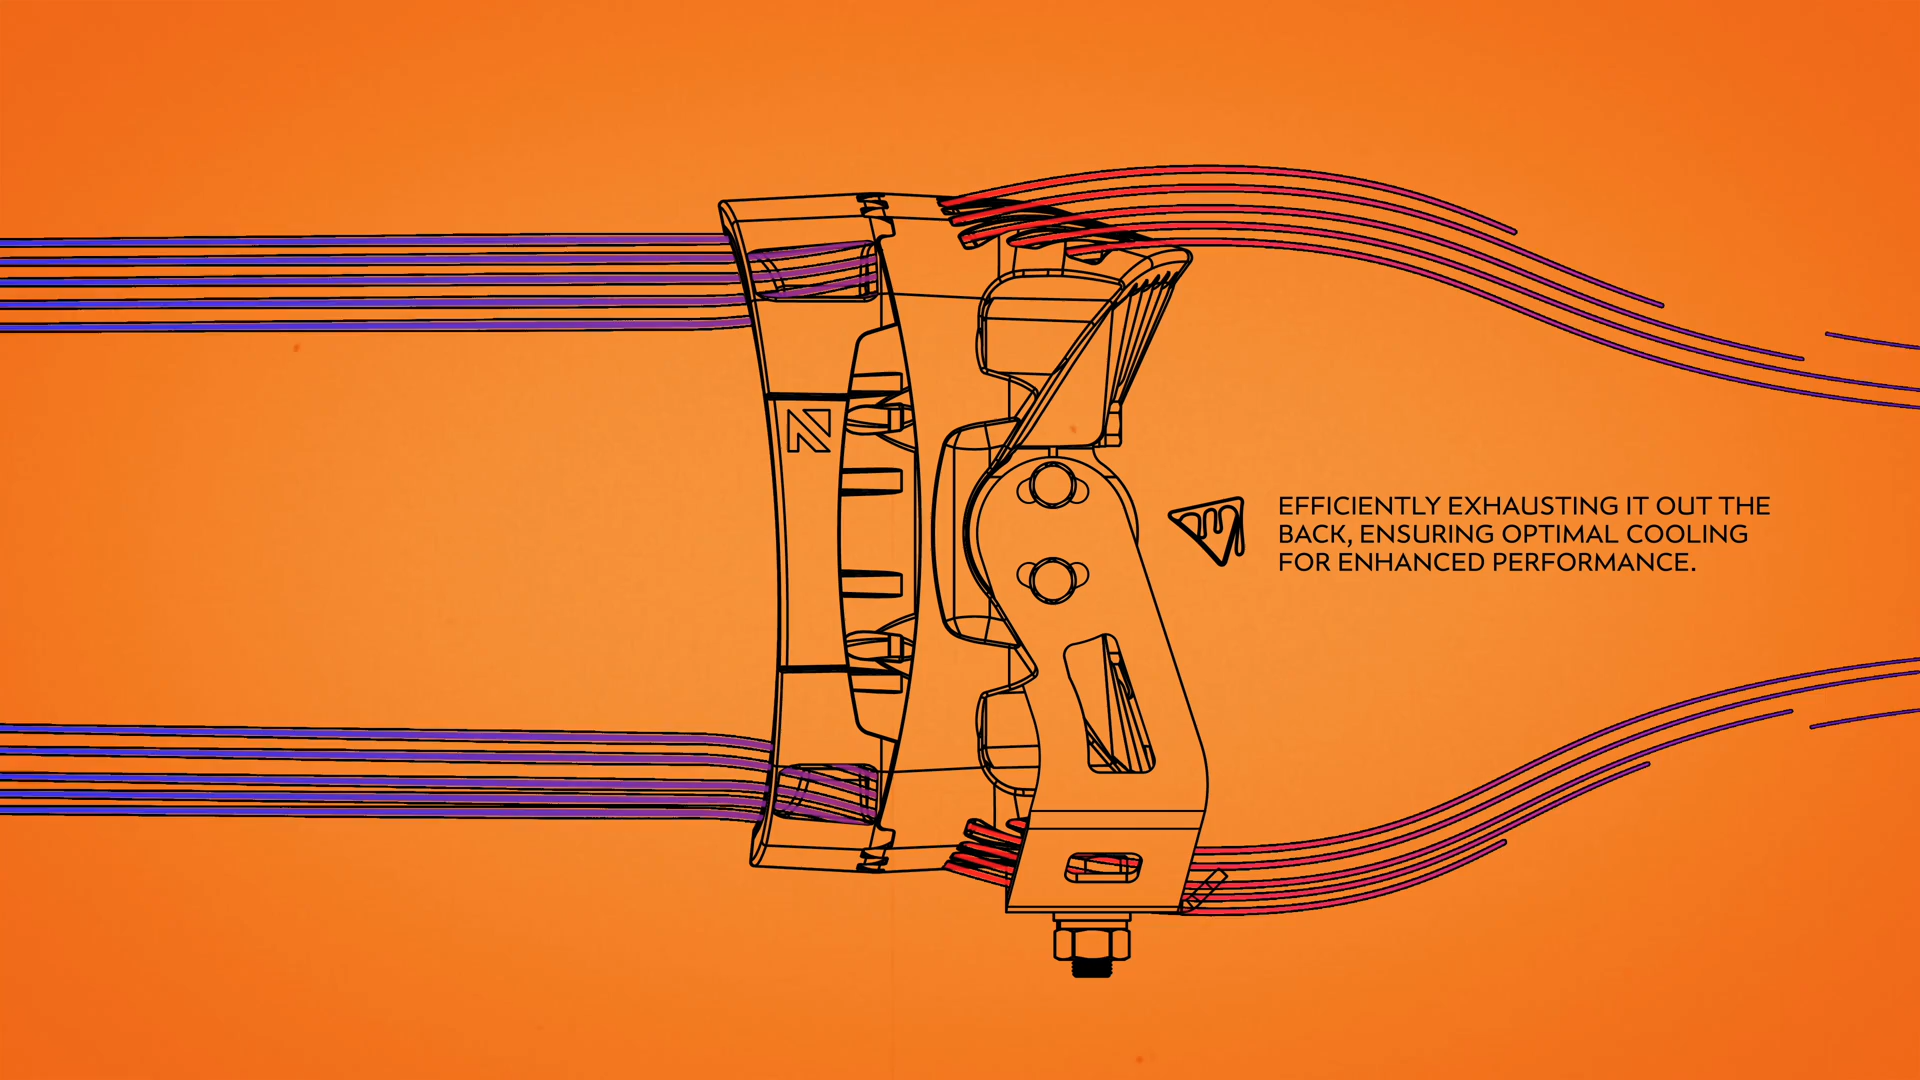 EFFICIENTLY EXHAUSTING IT OUT THE
BACK, ENSURING OPTIMAL COOLING
FOR ENHANCED PERFORMANCE.